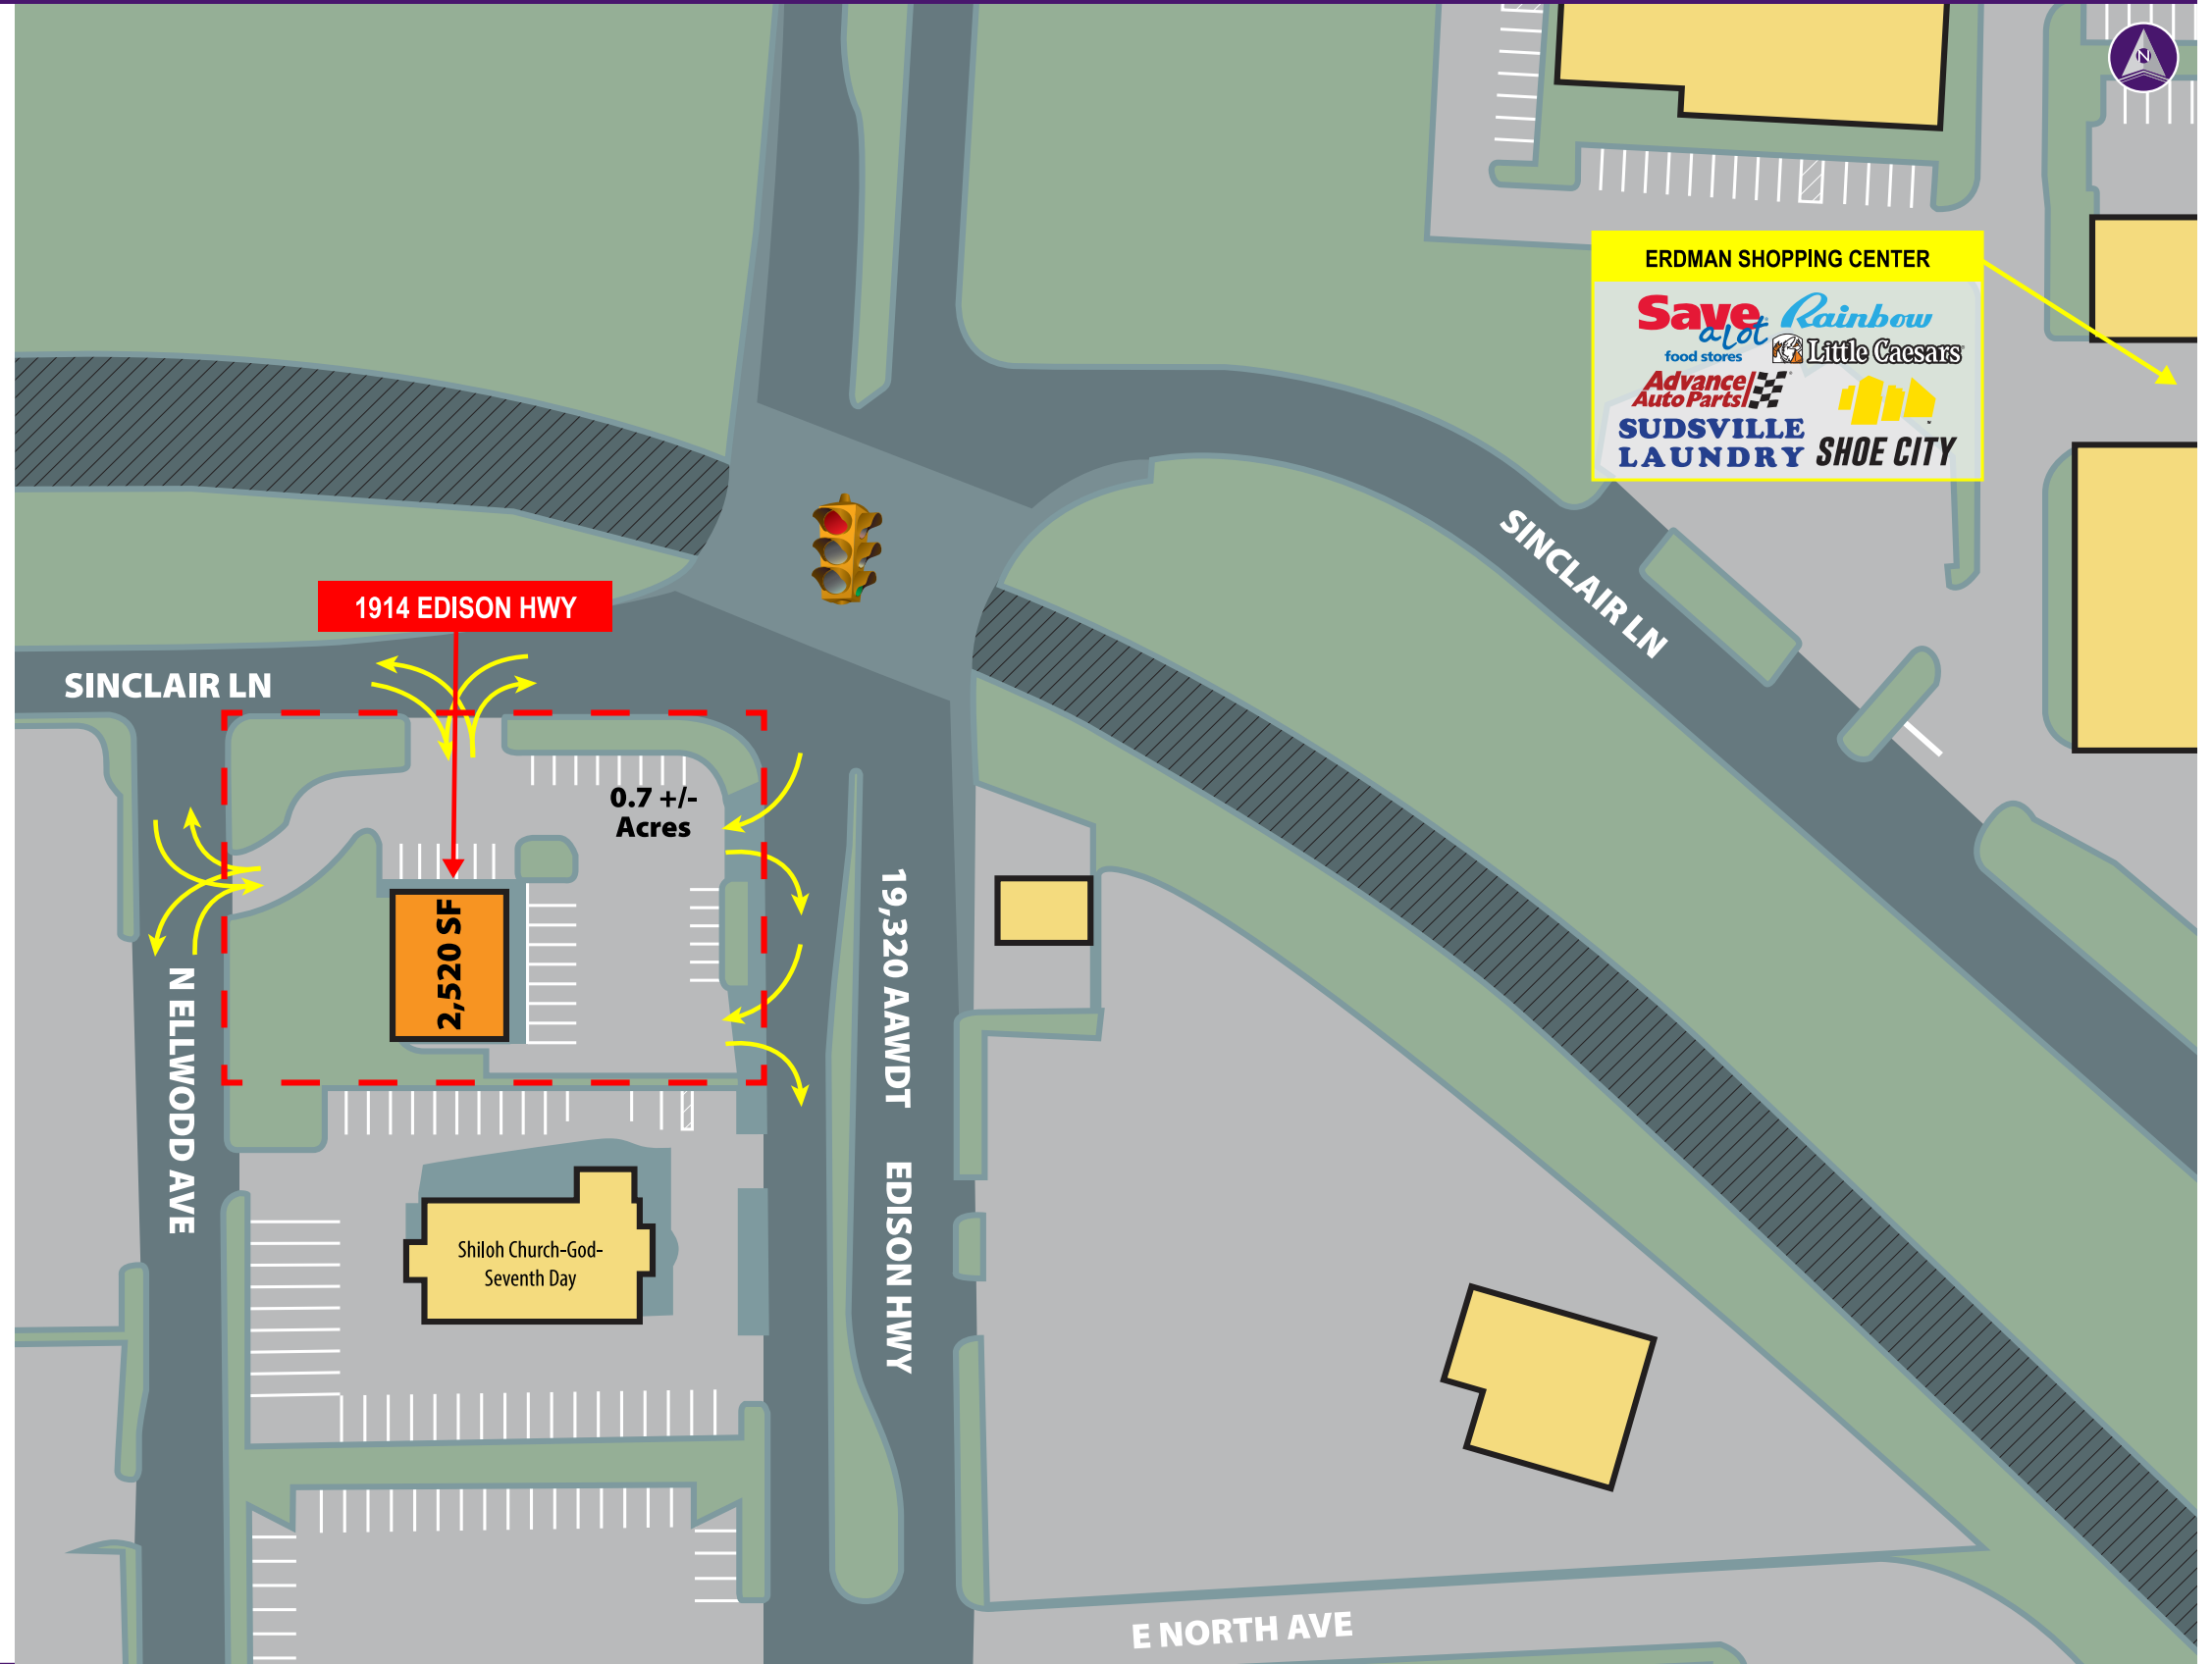 N
ERDMAN SHOPPING CENTER
Save
a Lot
food stores
Rainbow
Little Caesars
Advance
Auto Parts
SUDSVILLE
LAUNDRY
SHOE CITY
SINCLAIR LN
1914 EDISON HWY
SINCLAIR LN
0.7 +/-
Acres
2,520 SF
19,320 AAWDT
EDISON HWY
N ELLWODD AVE
Shiloh Church-God-
Seventh Day
E NORTH AVE